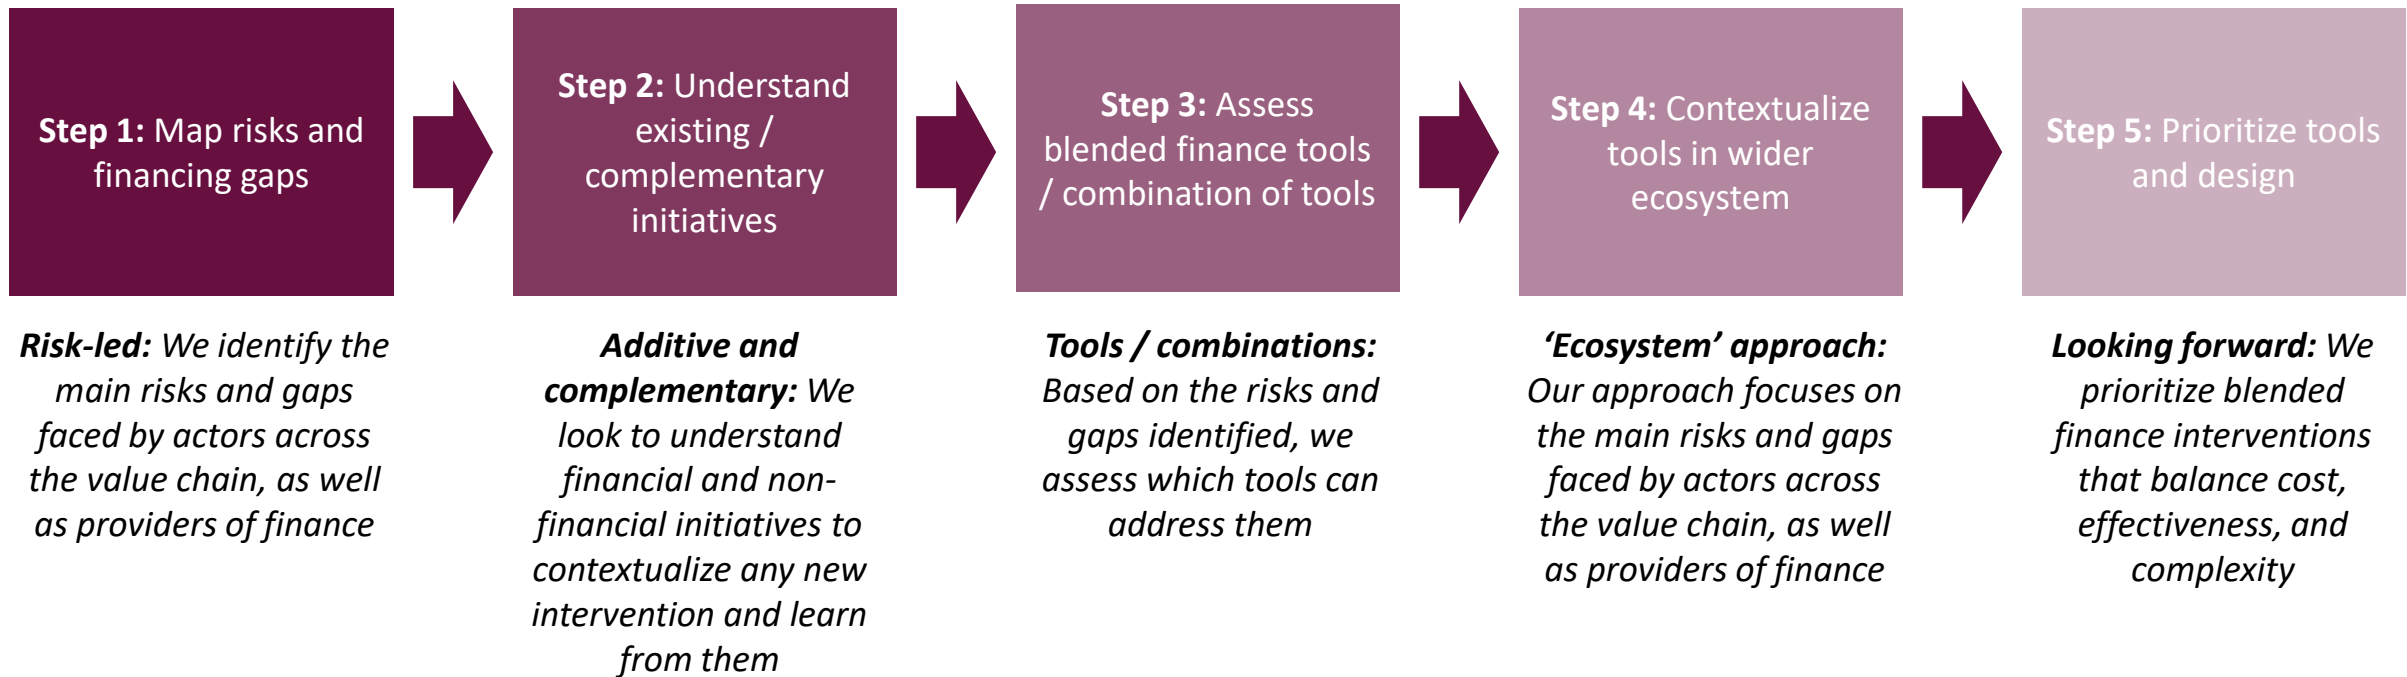 Step 1: Map risks and
financing gaps
Step 2: Understand
existing /
complementary
initiatives
Step 3: Assess
blended finance tools
/ combination of tools
Step 4: Contextualize
tools in wider
ecosystem
Step 5: Prioritize tools
and design
Risk-led: We identify the
main risks and gaps
faced by actors across
the value chain, as well
as providers of finance
Additive and
complementary: We
look to understand
financial and non-
financial initiatives to
contextualize any new
intervention and learn
from them
Tools / combinations:
Based on the risks and
gaps identified, we
assess which tools can
address them
‘Ecosystem’ approach:
Our approach focuses on
the main risks and gaps
faced by actors across
the value chain, as well
as providers of finance
Looking forward: We
prioritize blended
finance interventions
that balance cost,
effectiveness, and
complexity